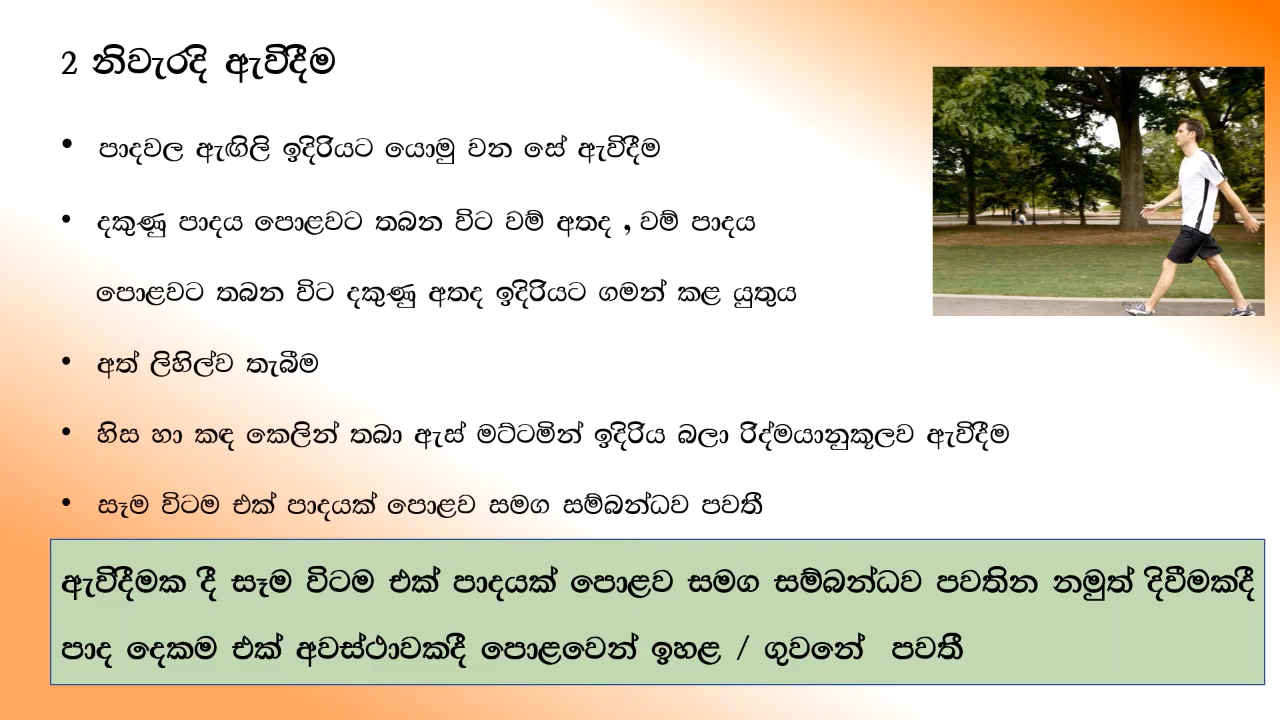 2 නිවැරදි ඇවිදීම
• පාදවල ඇඟිලි ඉදිරියට යොමු වන සේ ඇවිදීම
• දකුණු පාදය පොළවට තබන විට වම් අතද , වම් පාදය
පොළවට තබන විට දකුණු අතද ඉදිරියට ගමන් කළ යුතුය
• අත් ලිහිල්ව තැබීම
• හිස හා කඳ කෙලින් තබා ඇස් මට්ටමින් ඉදිරිය බලා රිද්මයානුකූලව ඇවිදීම
• සෑම විටම එක් පාදයක් පොළව සමග සම්බන්ධව පවතී
ඇවිදීමක දී සෑම විටම එක් පාදයක් පොළව සමග සම්බන්ධව පවතින නමුත් දිවීමකදී
පාද දෙකම එක් අවස්ථාවකදී පොළවෙන් ඉහළ / ගුවනේ පවතී